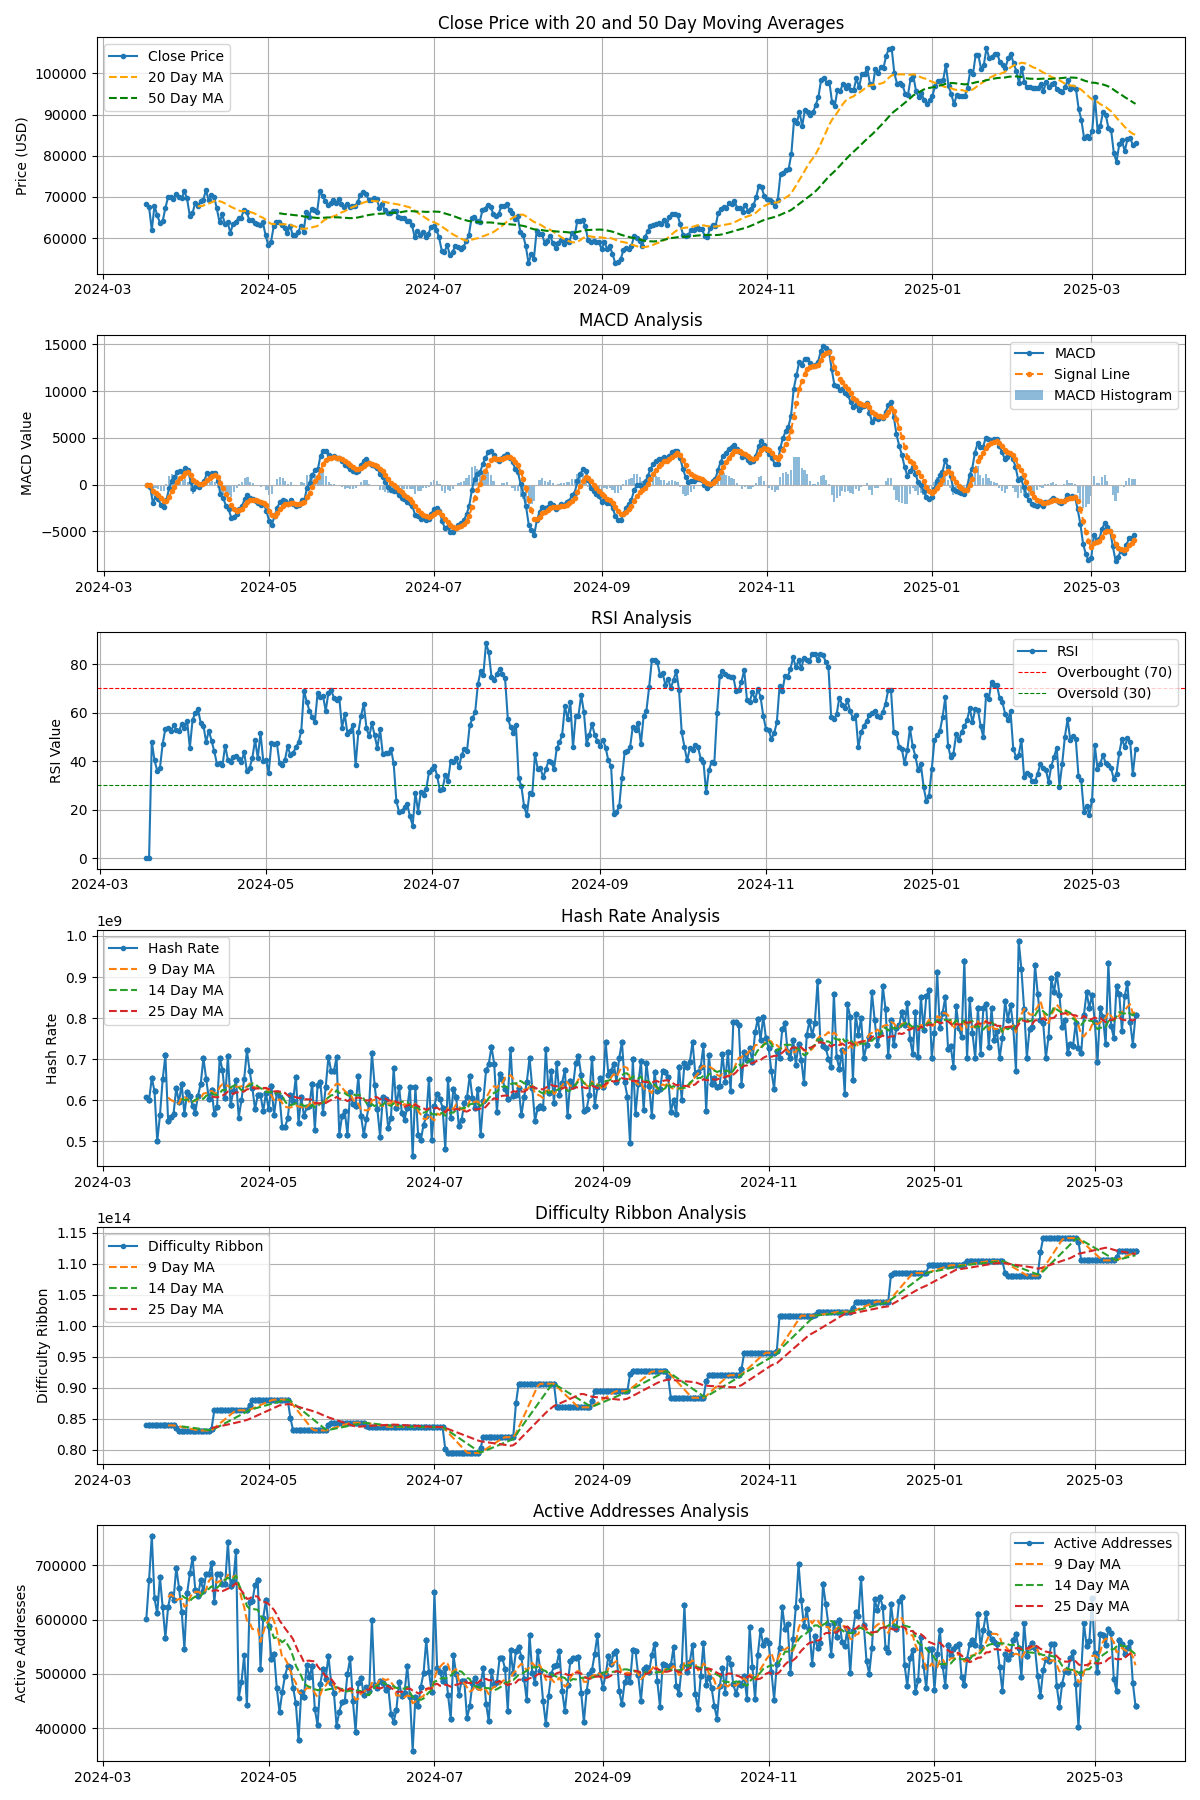 Close Price with 20 and 50 Day Moving Averages
Price (USD)
100000
90000
80000
70000
60000
Close Price
20 Day MA
50 Day MA
2024-03 2024-05 2024-07 2024-09 2024-11 2025-01 2025-03
MACD Analysis
MACD Value
15000
10000
5000
0
−5000
MACD
Signal Line
MACD Histogram
2024-03 2024-05 2024-07 2024-09 2024-11 2025-01 2025-03
RSI Analysis
RSI Value
80
60
40
20
0
RSI
Overbought (70)
Oversold (30)
2024-03 2024-05 2024-07 2024-09 2024-11 2025-01 2025-03
Hash Rate Analysis
1e9
Hash Rate
1.0
0.9
0.8
0.7
0.6
0.5
Hash Rate
9 Day MA
14 Day MA
25 Day MA
2024-03 2024-05 2024-07 2024-09 2024-11 2025-01 2025-03
Difficulty Ribbon Analysis
1e14
Difficulty Ribbon
1.15
1.10
1.05
1.00
0.95
0.90
0.85
0.80
Difficulty Ribbon
9 Day MA
14 Day MA
25 Day MA
2024-03 2024-05 2024-07 2024-09 2024-11 2025-01 2025-03
Active Addresses Analysis
Active Addresses
700000
600000
500000
400000
Active Addresses
9 Day MA
14 Day MA
25 Day MA
2024-03 2024-05 2024-07 2024-09 2024-11 2025-01 2025-03